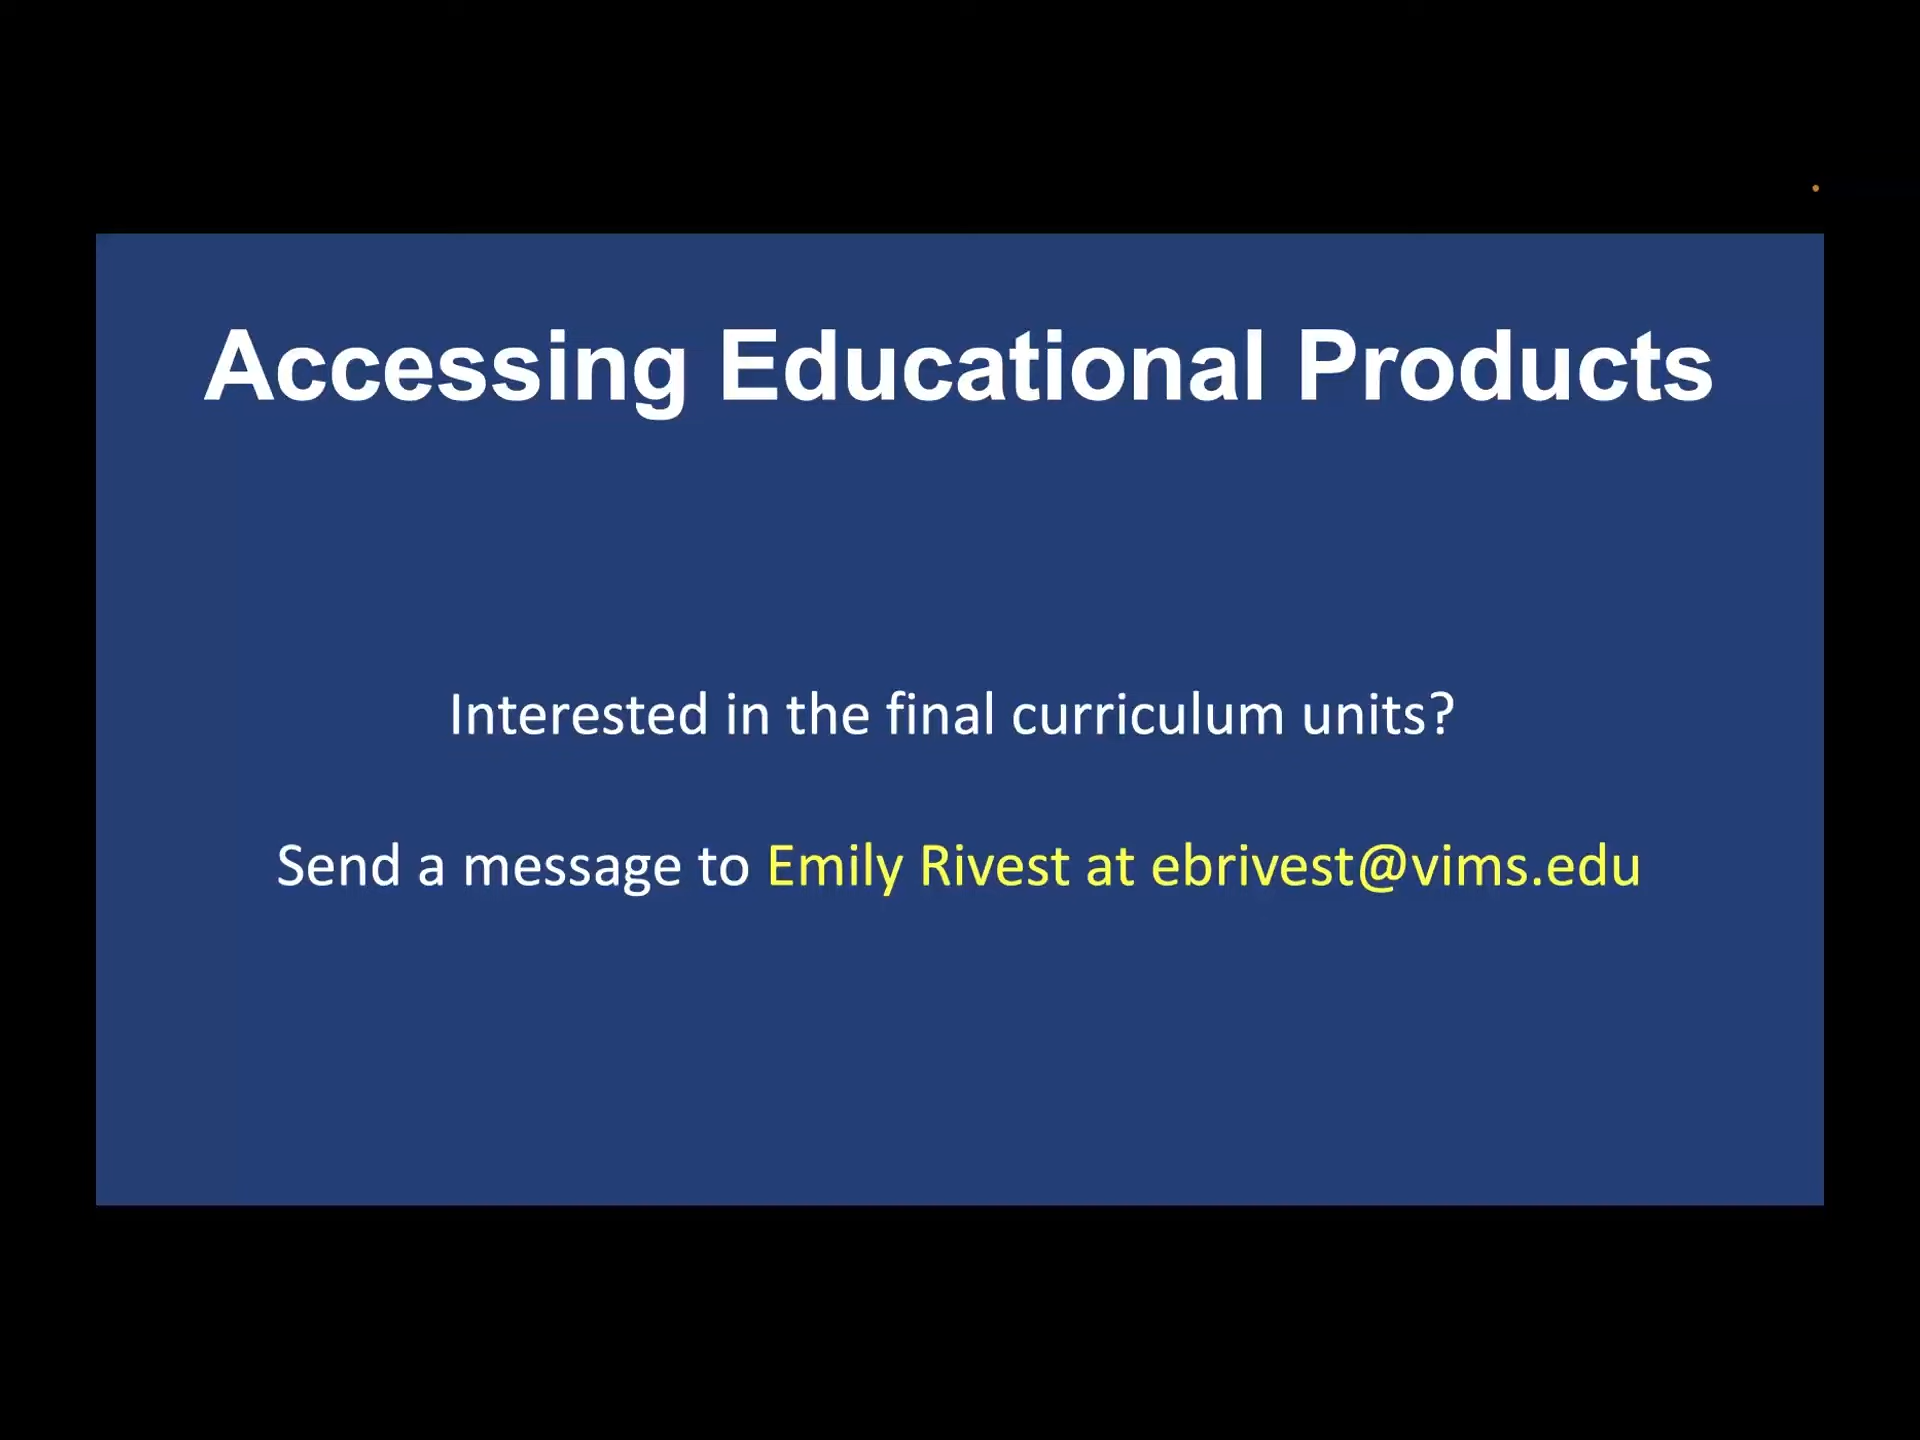 Accessing Educational Products
Interested in the final curriculum units?
Send a message to Emily Rivest at ebrivest@vims.edu